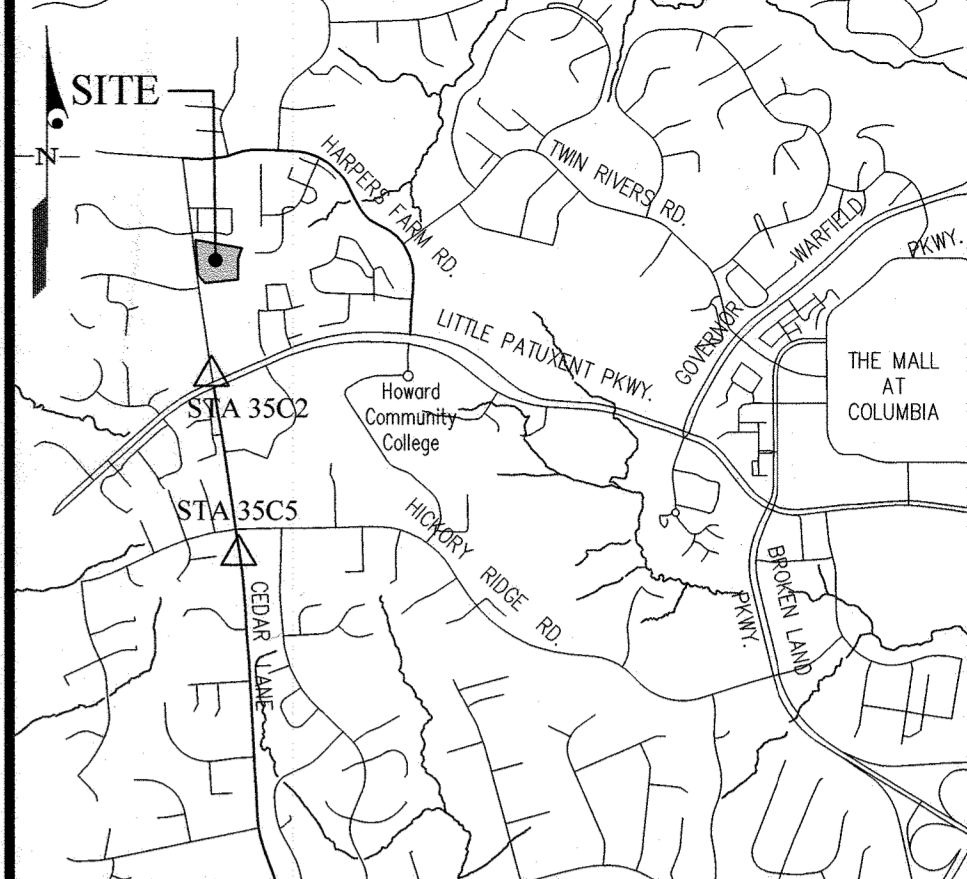 SITE
N
HARPERS FARM RD.
TWIN RIVERS RD.
GOVERNOR WARFIELD PKWY.
LITTLE PATUXENT PKWY.
THE MALL
AT
COLUMBIA
Howard
Community
College
STA 35C2
STA 35C5
HICKORY RIDGE RD.
CEDAR LANE
BROKEN LAND
PKWY.